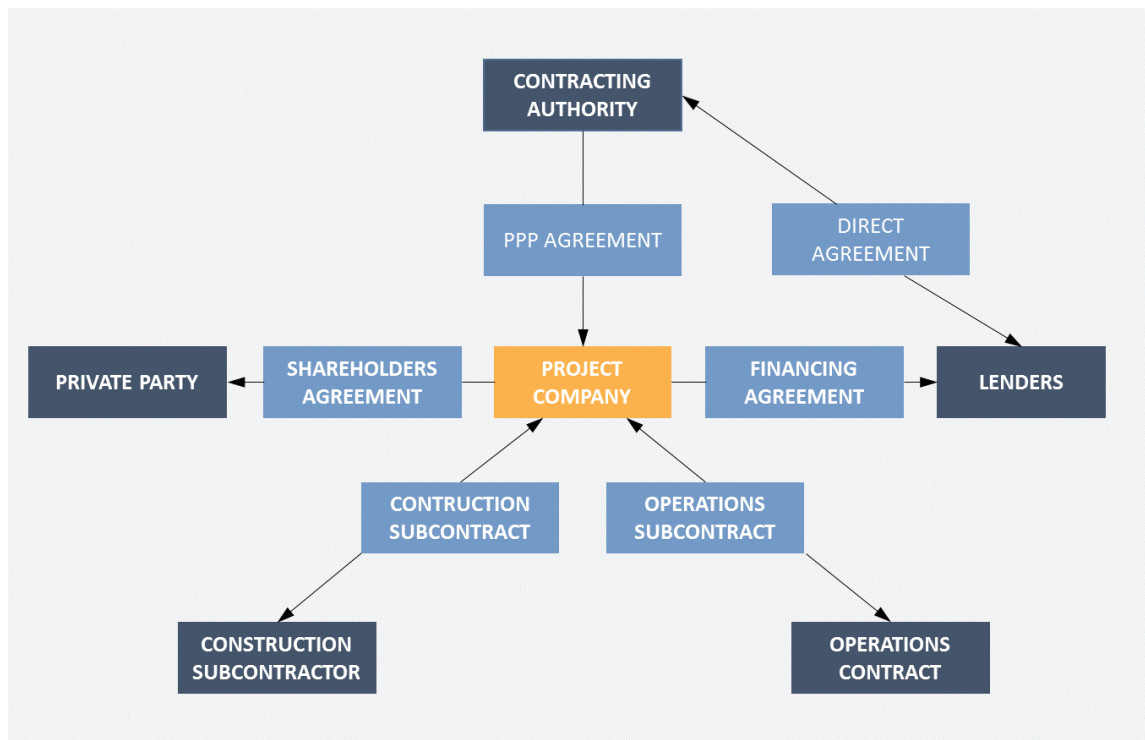 CONTRACTING
AUTHORITY
PPP AGREEMENT
DIRECT
AGREEMENT
PRIVATE PARTY
SHAREHOLDERS
AGREEMENT
PROJECT
COMPANY
FINANCING
AGREEMENT
LENDERS
CONTRUCTION
SUBCONTRACT
OPERATIONS
SUBCONTRACT
CONSTRUCTION
SUBCONTRACTOR
OPERATIONS
CONTRACT